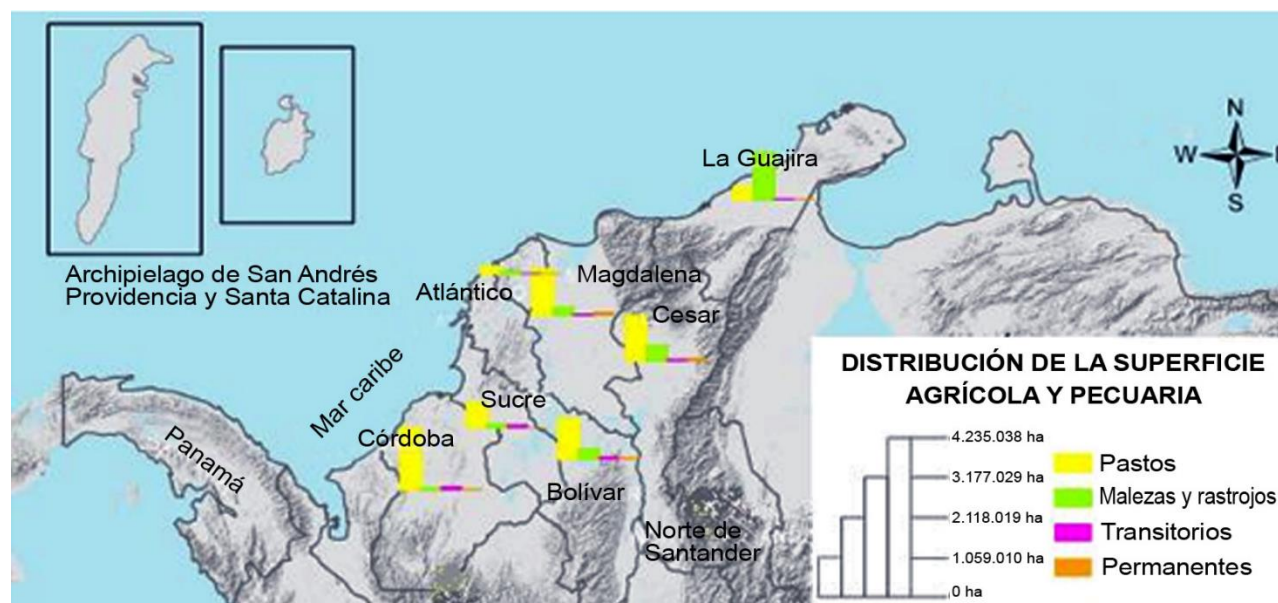 La Guajira
N
W
S
Archipielago de San Andrés
Providencia y Santa Catalina
Atlántico
Magdalena
Cesar
Mar caribe
Sucre
Córdoba
Panamá
Bolívar
Norte de
Santander
DISTRIBUCIÓN DE LA SUPERFICIE
AGRÍCOLA Y PECUARIA
4.235.038 ha
3.177.029 ha
2.118.019 ha
1.059.010 ha
0 ha
Pastos
Malezas y rastrojos
Transitorios
Permanentes